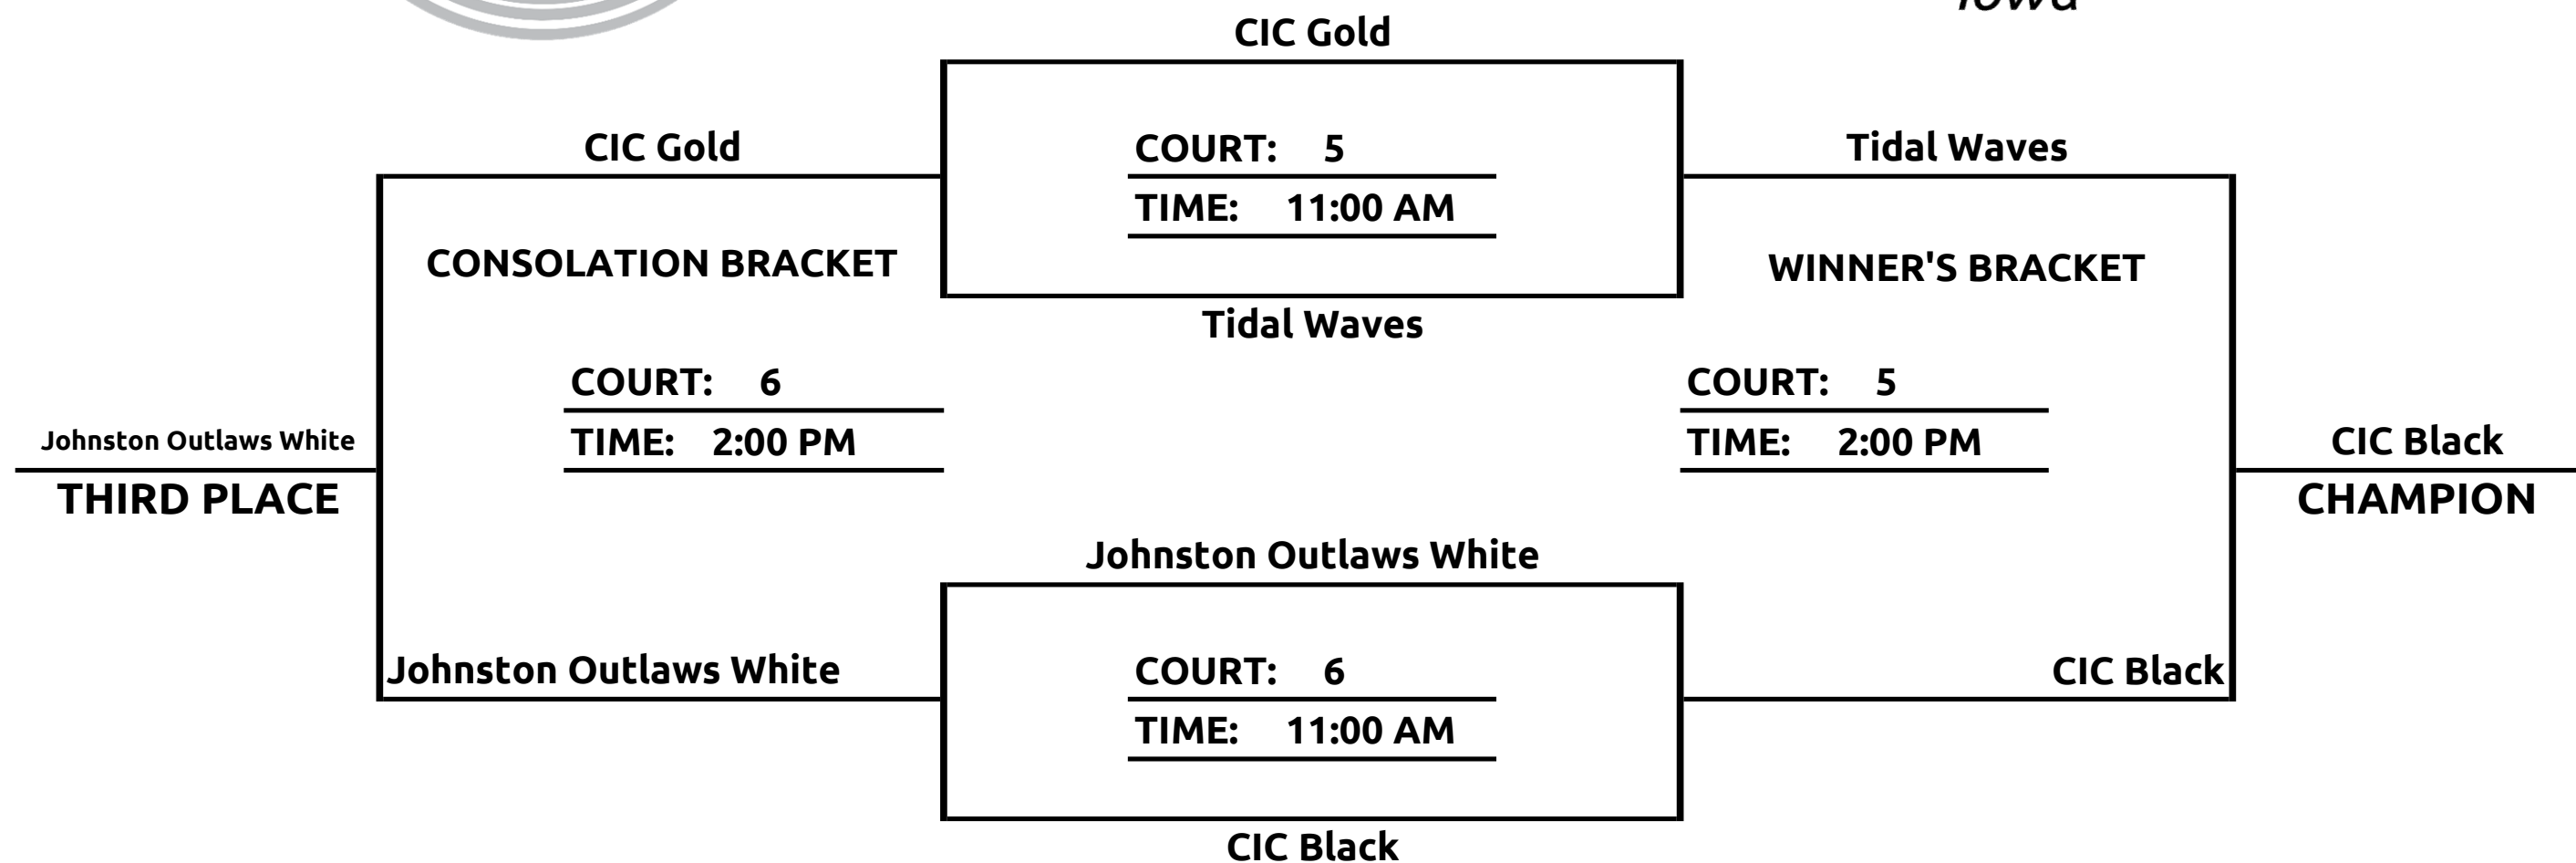 Iowa
CIC Gold
CIC Gold
COURT: 5
Tidal Waves
TIME: 11:00 AM
CONSOLATION BRACKET
WINNER'S BRACKET
Tidal Waves
COURT: 6
COURT: 5
Johnston Outlaws White
TIME: 2:00 PM
TIME: 2:00 PM
CIC Black
THIRD PLACE
CHAMPION
Johnston Outlaws White
Johnston Outlaws White
COURT: 6
CIC Black
TIME: 11:00 AM
CIC Black